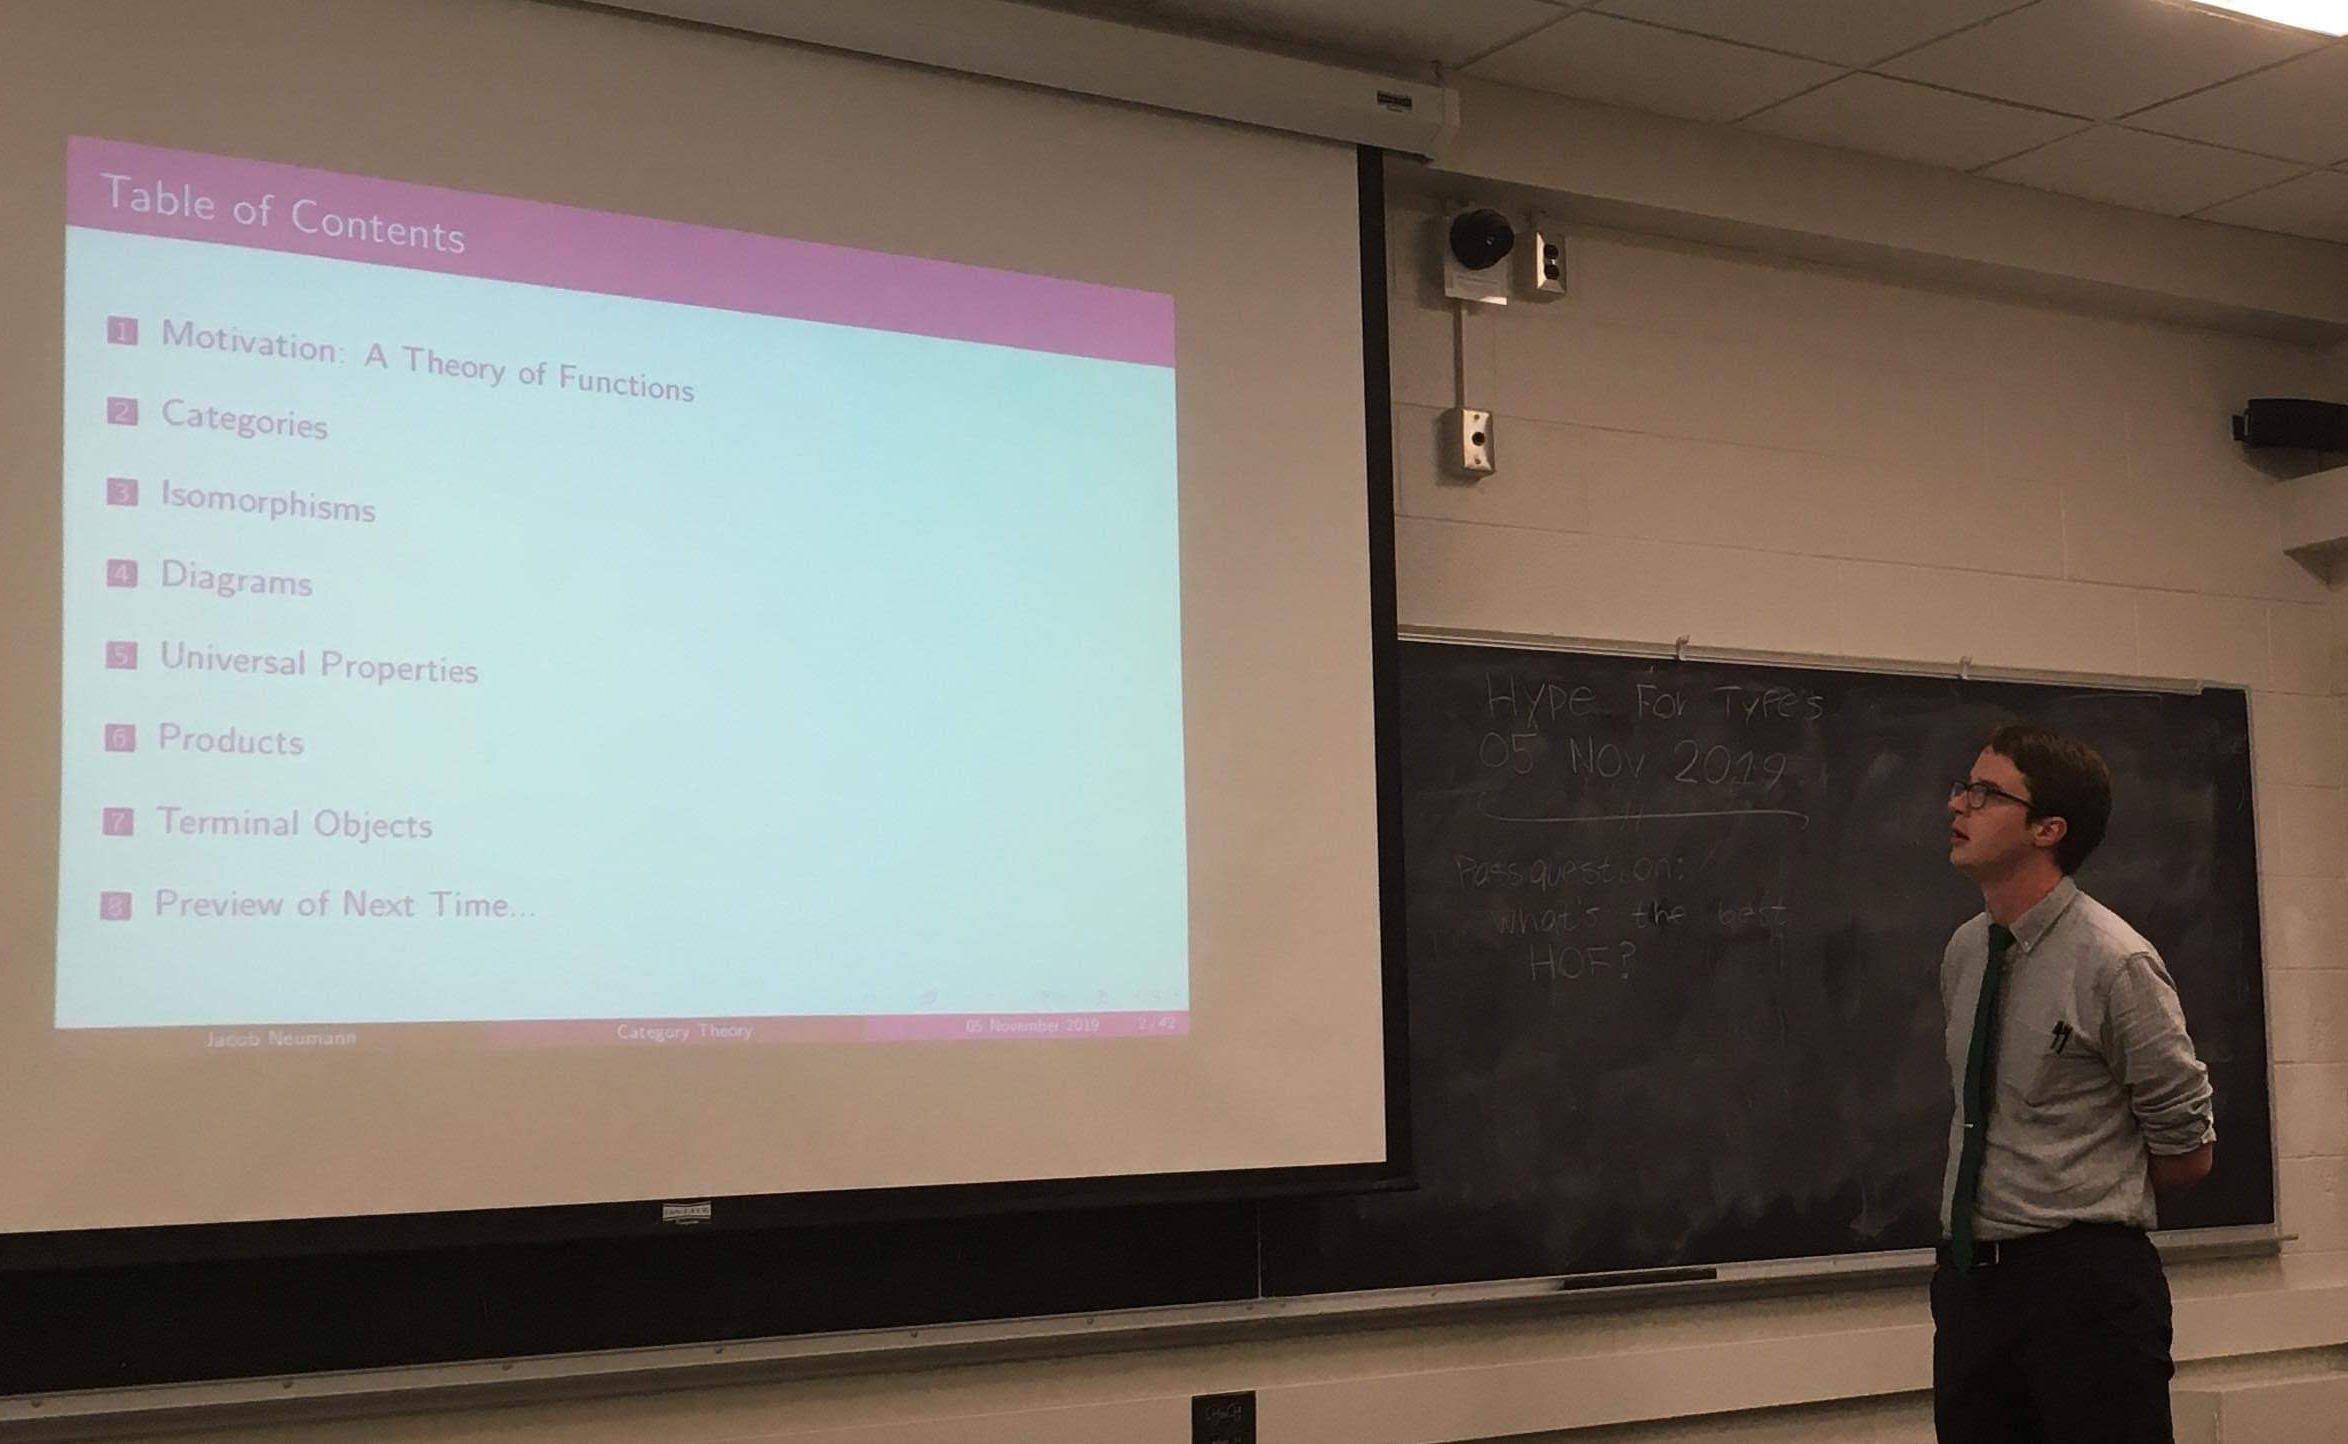 Table of Contents
1 Motivation: A Theory of Functions
2 Categories
3 Isomorphisms
4 Diagrams
5 Universal Properties
6 Products
7 Terminal Objects
8 Preview of Next Time...
Jacob Neumann Category Theory 05 November 2019 2 / 42
Hype For Types
05 Nov 2019
Pass question:
what's the best
HOF?